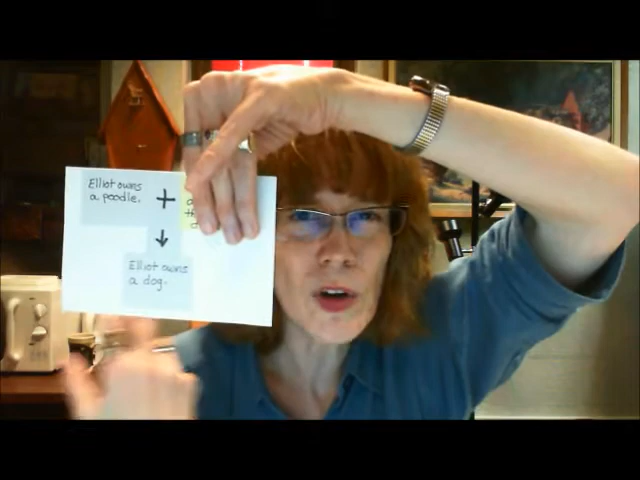 Elliot owns
a poodle.
+
↓
Elliot owns
a dog.